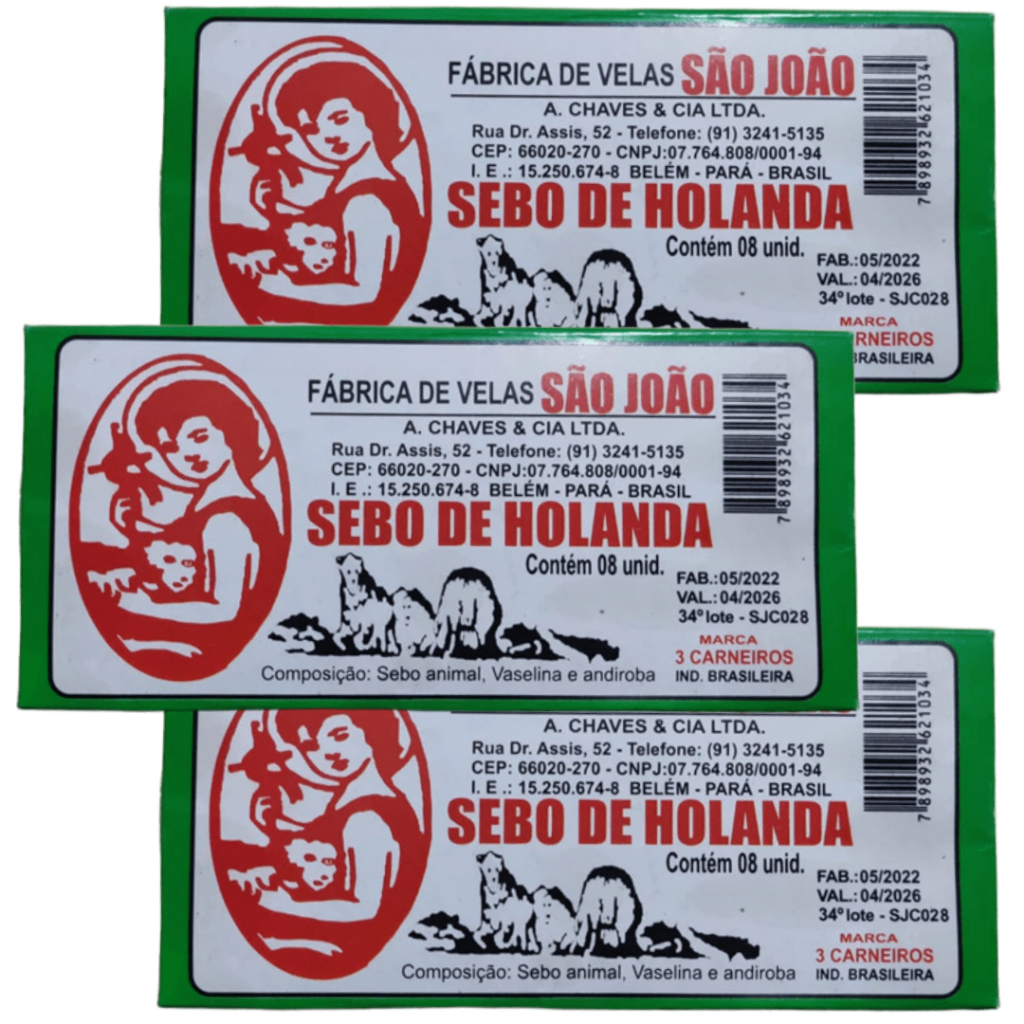 FÁBRICA DE VELAS SÃO JOÃO
A. CHAVES & CIA LTDA.
Rua Dr. Assis, 52 - Telefone: (91) 3241-5135
CEP: 66020-270 - CNPJ:07.764.808/0001-94
I. E .: 15.250.674-8 BELÉM - PARÁ - BRASIL
SEBO DE HOLANDA
Contém 08 unid.
FAB.:05/2022
VAL.:04/2026
34º lote - SJC028
MARCA
RNEIROS
BRASILEIRA
7898932621034
FÁBRICA DE VELAS SÃO JOÃO
A. CHAVES & CIA LTDA.
Rua Dr. Assis, 52 - Telefone: (91) 3241-5135
CEP: 66020-270 - CNPJ:07.764.808/0001-94
I. E .: 15.250.674-8 BELÉM - PARÁ - BRASIL
SEBO DE HOLANDA
Contém 08 unid.
FAB.:05/2022
VAL.:04/2026
34º lote - SJC028
MARCA
3 CARNEIROS
Composição: Sebo animal, Vaselina e andiroba IND. BRASILEIRA
7898932621034
A. CHAVES & CIA LTDA.
Rua Dr. Assis, 52 - Telefone: (91) 3241-5135
CEP: 66020-270 - CNPJ:07.764.808/0001-94
I. E .: 15.250.674-8 BELÉM - PARÁ - BRASIL
SEBO DE HOLANDA
Contém 08 unid.
FAB.:05/2022
VAL.:04/2026
34º lote - SJC028
MARCA
3 CARNEIROS
Composição: Sebo animal, Vaselina e andiroba IND. BRASILEIRA
7898932621034